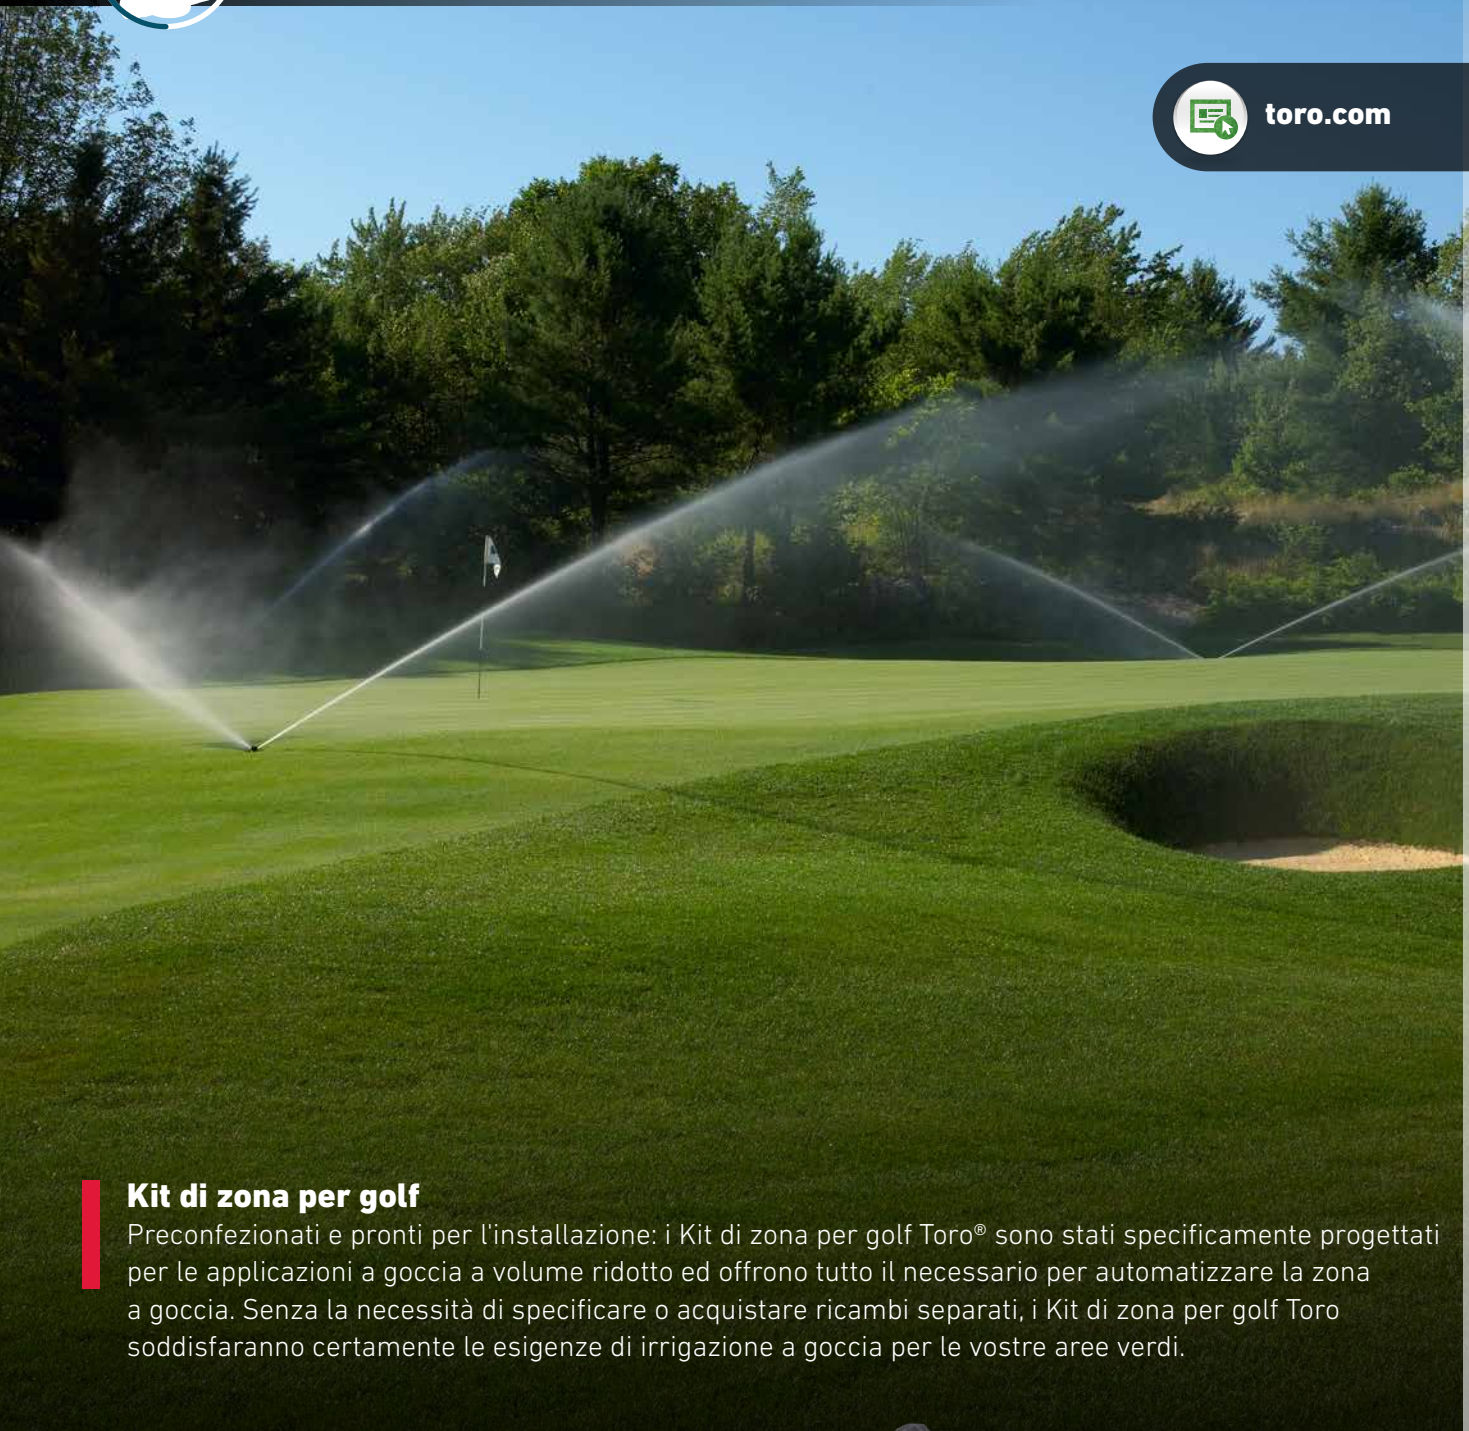 toro.com
Kit di zona per golf
Preconfezionati e pronti per l'installazione: i Kit di zona per golf Toro® sono stati specificamente progettati
per le applicazioni a goccia a volume ridotto ed offrono tutto il necessario per automatizzare la zona
a goccia. Senza la necessità di specificare o acquistare ricambi separati, i Kit di zona per golf Toro
soddisfaranno certamente le esigenze di irrigazione a goccia per le vostre aree verdi.